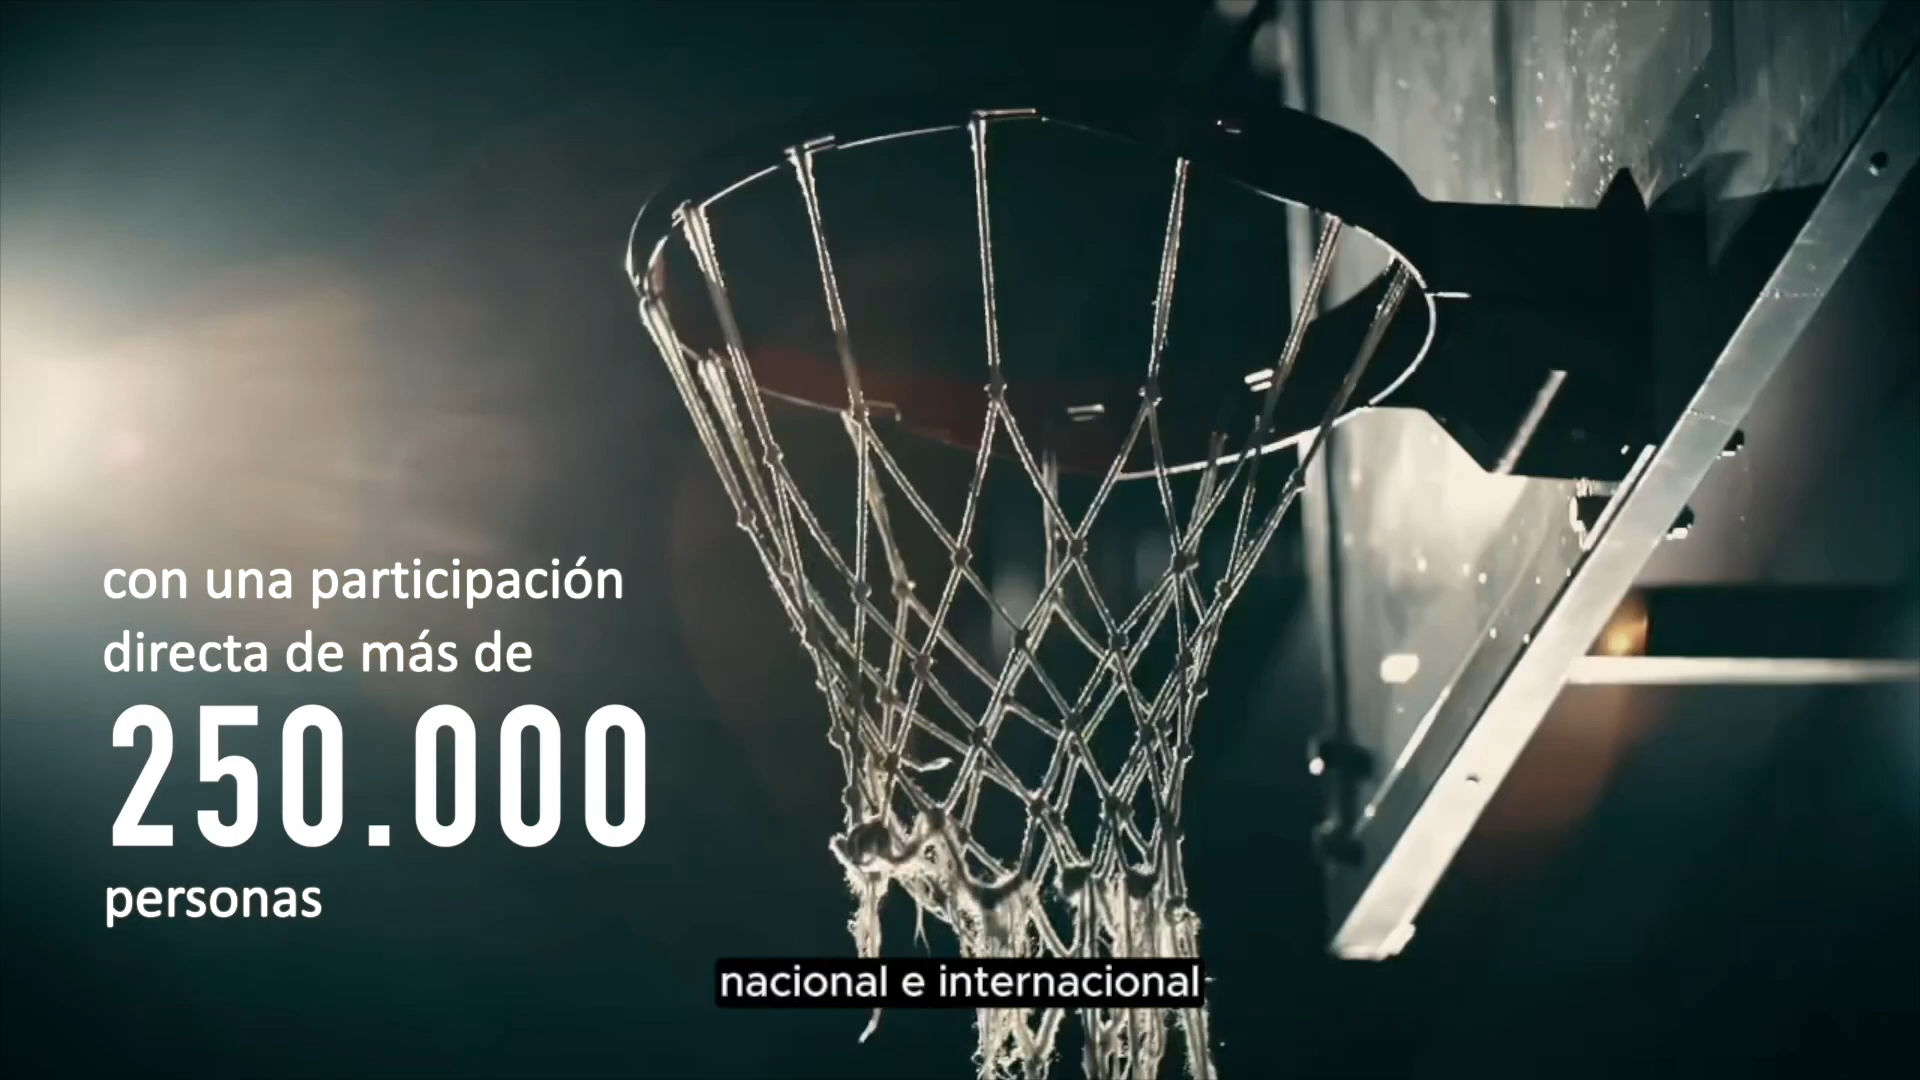 con una participación
directa de más de
250.000
personas
nacional e internacional